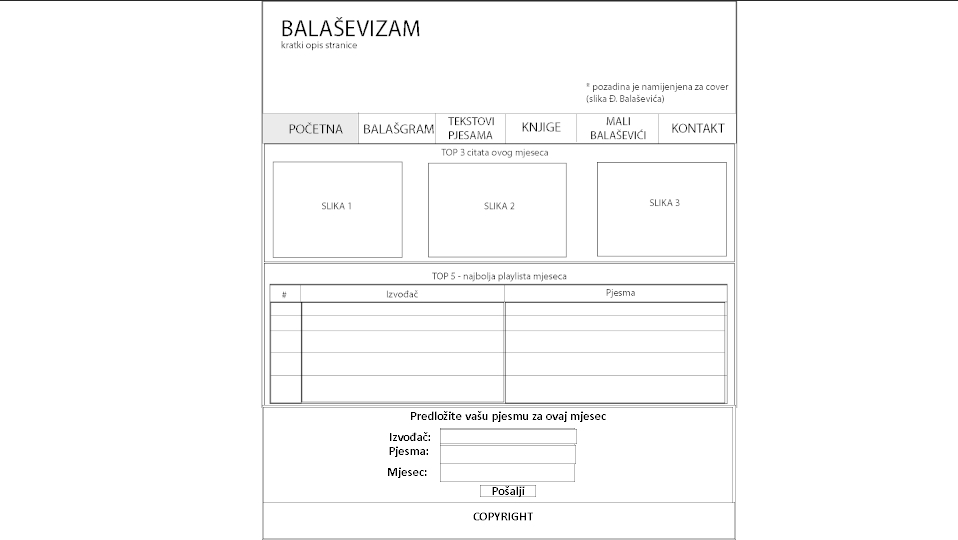 BALAŠEVIZAM
kratki opis stranice
* pozadina je namijenjena za cover
(slika Đ. Balaševića)
POČETNA
BALAŠGRAM
TEKSTOVI
PJESAMA
KNJIGE
MALI
BALAŠEVIĆI
KONTAKT
TOP 3 citata ovog mjeseca
SLIKA 1
SLIKA 2
SLIKA 3
TOP 5 - najbolja playlista mjeseca
# Izvođač Pjesma
Predložite vašu pjesmu za ovaj mjesec
Izvođač:
Pjesma:
Mjesec:
Pošalji
COPYRIGHT